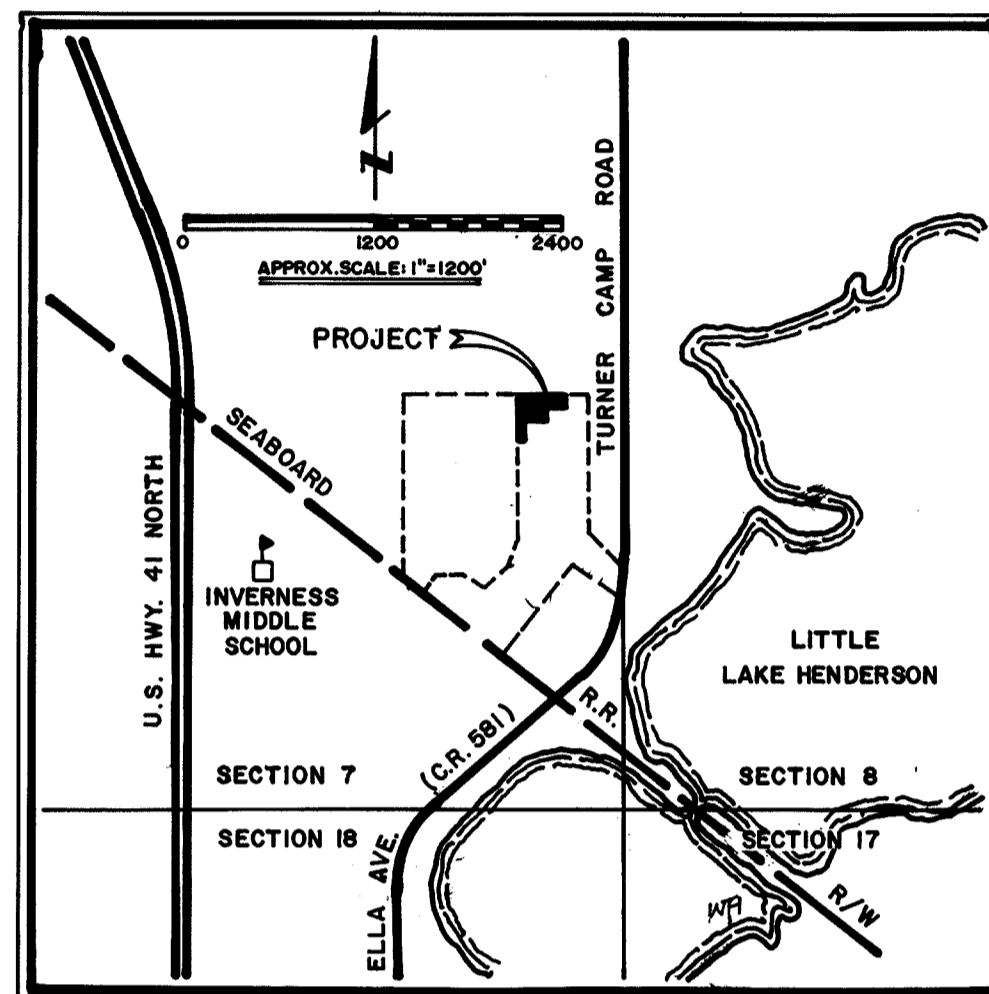 N
0 1200 2400
APPROX.SCALE: 1"=1200'
TURNER CAMP ROAD
PROJECT
SEABOARD
U.S. HWY. 41 NORTH
INVERNESS
MIDDLE
SCHOOL
LITTLE
LAKE HENDERSON
R.R.
(C.R. 581)
SECTION 7
SECTION 8
SECTION 18
SECTION 17
ELLA AVE.
R/W